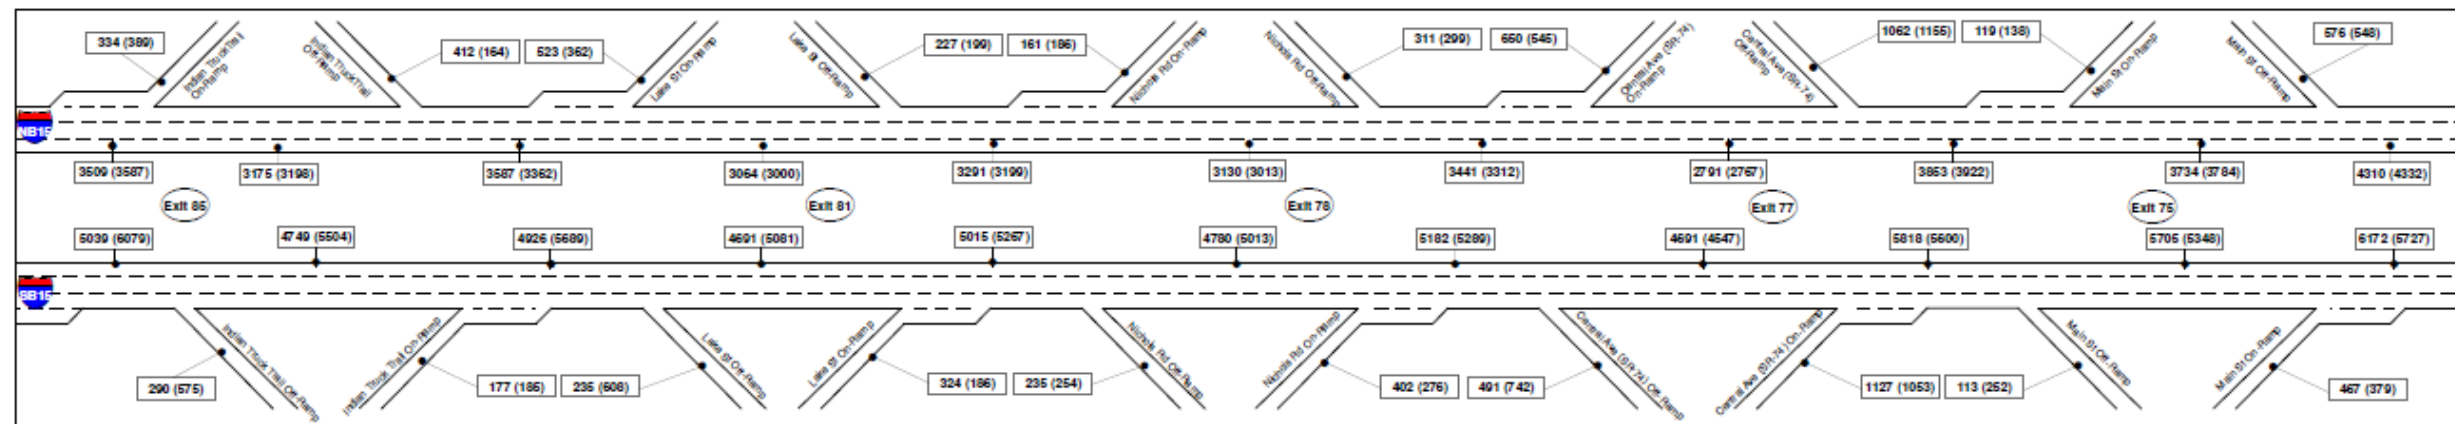 334 (389)
Indian Truck Trail
On-Ramp
Indian Truck Trail
Off-Ramp
412 (164)
523 (362)
Lake St On-Ramp
Lake St Off-Ramp
227 (199)
161 (186)
Nichols Rd On-Ramp
Nichols Rd Off-Ramp
311 (299)
650 (545)
Central Ave (SR-74)
On-Ramp
Central Ave (SR-74)
Off-Ramp
1062 (1155)
119 (138)
Main St On-Ramp
Main St Off-Ramp
576 (548)
NB15
3509 (3587)
3175 (3198)
3587 (3362)
3064 (3000)
3291 (3199)
3130 (3013)
3441 (3312)
2791 (2767)
3853 (3922)
3734 (3784)
4310 (4332)
Exit 85
Exit 81
Exit 78
Exit 77
Exit 75
5039 (6079)
4749 (5504)
4926 (5689)
4691 (5081)
5015 (5267)
4780 (5013)
5182 (5289)
4691 (4547)
5818 (5600)
5705 (5348)
6172 (5727)
SB15
290 (575)
Indian Truck Trail Off-Ramp
Indian Truck Trail On-Ramp
177 (185)
235 (608)
Lake St Off-Ramp
Lake St On-Ramp
324 (186)
235 (254)
Nichols Rd Off-Ramp
Nichols Rd On-Ramp
402 (276)
491 (742)
Central Ave (SR-74) Off-Ramp
Central Ave (SR-74) On-Ramp
1127 (1053)
113 (252)
Main St Off-Ramp
Main St On-Ramp
467 (379)